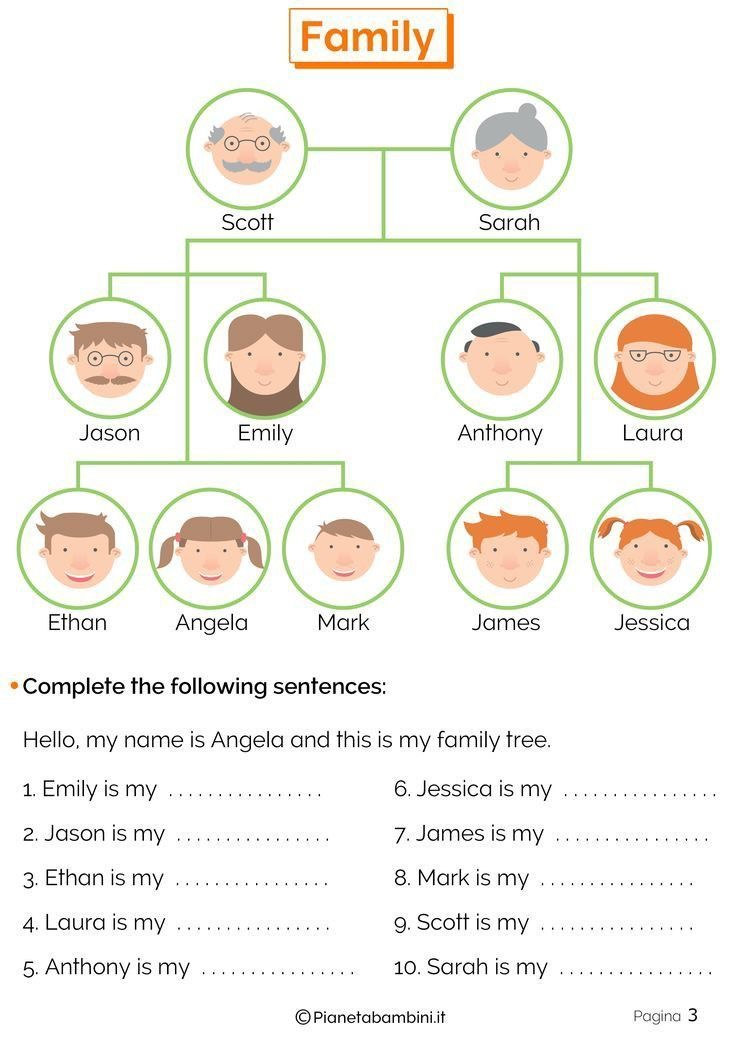 Family
Scott Sarah
Jason Emily Anthony Laura
Ethan Angela Mark James Jessica
• Complete the following sentences:
Hello, my name is Angela and this is my family tree.
1. Emily is my ................
2. Jason is my ................
3. Ethan is my ................
4. Laura is my ................
5. Anthony is my ................
6. Jessica is my ................
7. James is my ................
8. Mark is my ................
9. Scott is my ................
10. Sarah is my ................
©Pianetabambini.it
Pagina 3